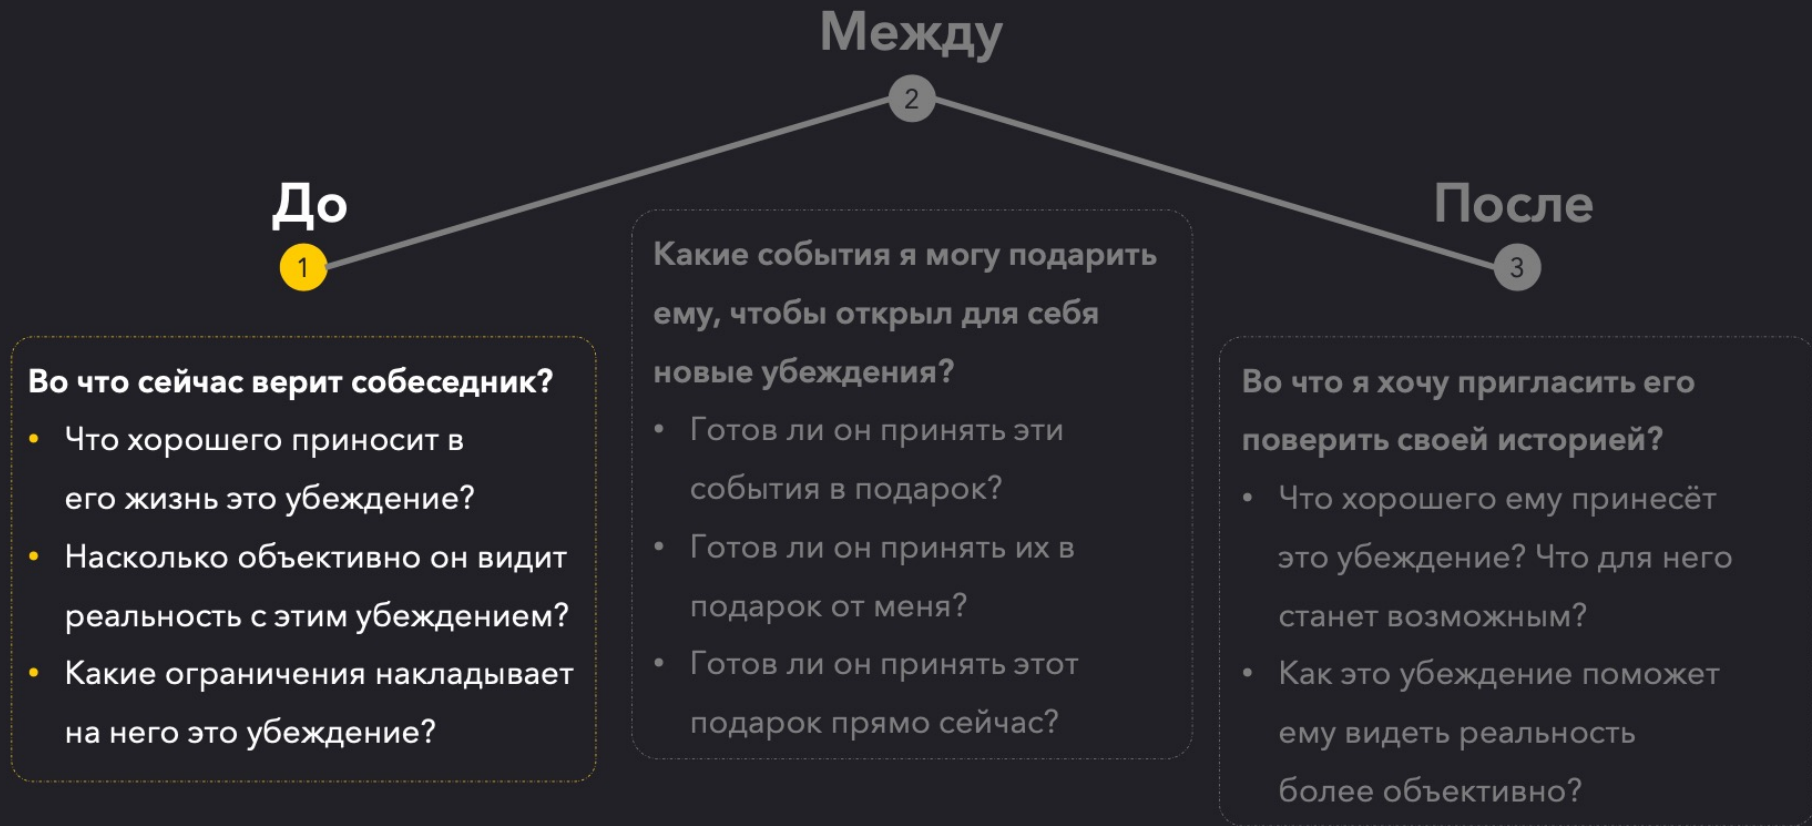 Между
2
До
1
После
3
Во что сейчас верит собеседник?
• Что хорошего приносит в
его жизнь это убеждение?
• Насколько объективно он видит
реальность с этим убеждением?
• Какие ограничения накладывает
на него это убеждение?
Какие события я могу подарить
ему, чтобы открыл для себя
новые убеждения?
• Готов ли он принять эти
события в подарок?
• Готов ли он принять их в
подарок от меня?
• Готов ли он принять этот
подарок прямо сейчас?
Во что я хочу пригласить его
поверить своей историей?
• Что хорошего ему принесёт
это убеждение? Что для него
станет возможным?
• Как это убеждение поможет
ему видеть реальность
более объективно?